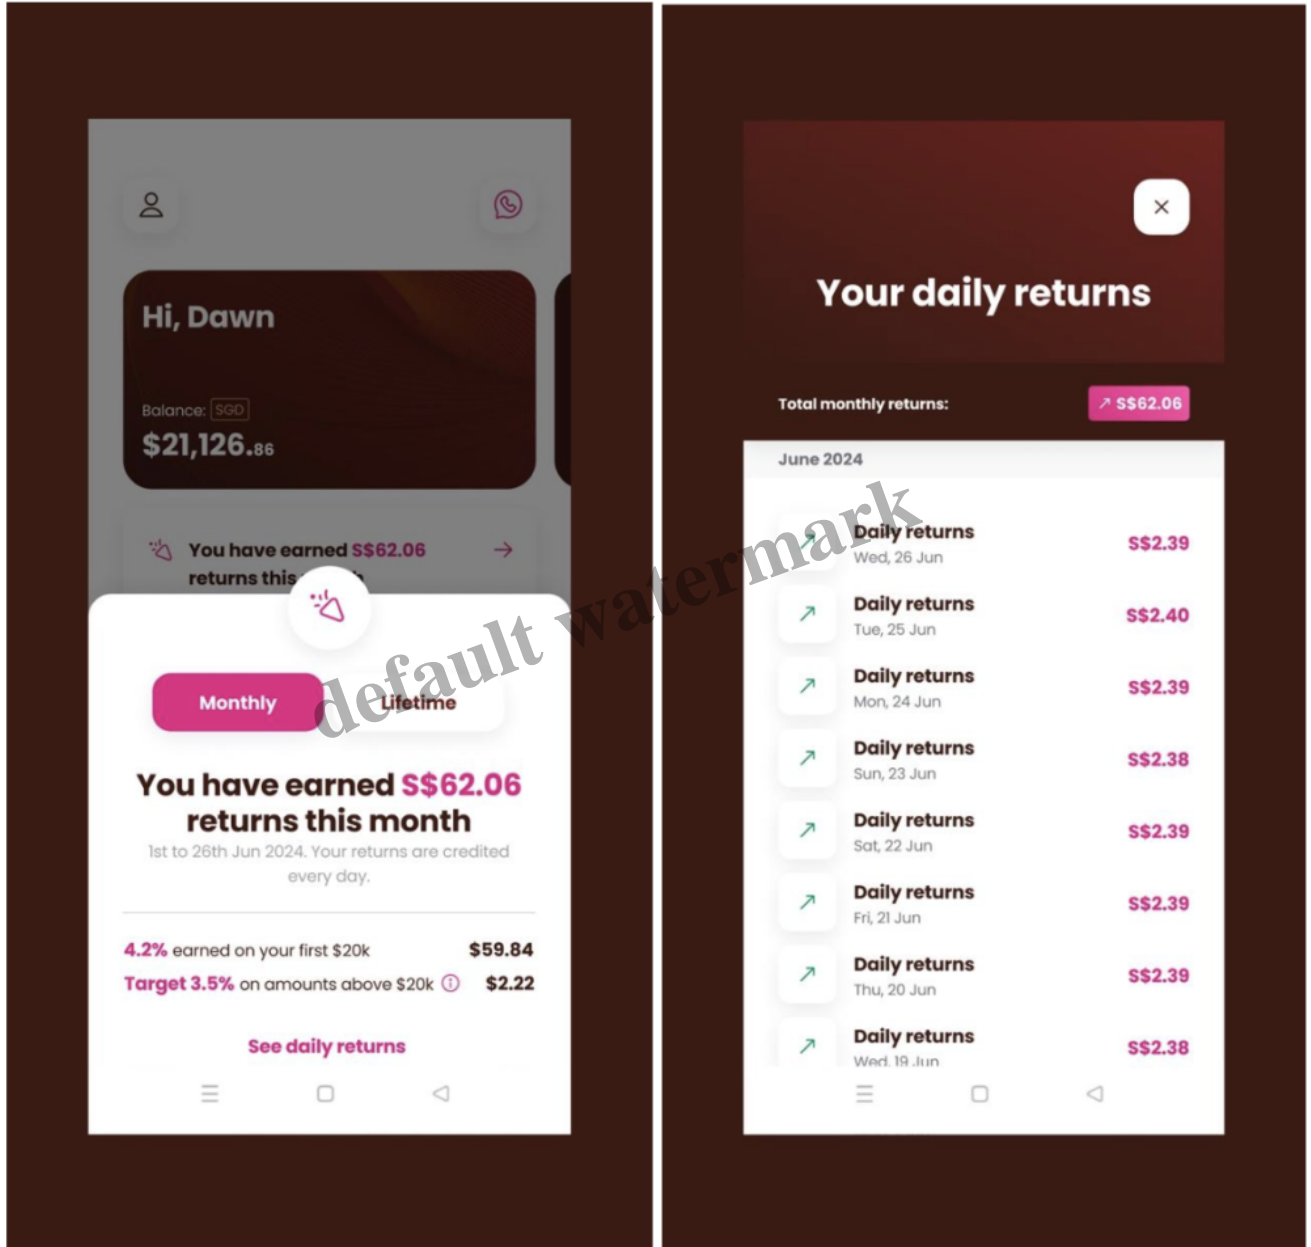 Hi, Dawn
Balance: SGD
$21,126.86
You have earned S$62.06
returns this
Monthly
Lifetime
You have earned S$62.06
returns this month
1st to 26th Jun 2024. Your returns are credited
every day.
4.2% earned on your first $20k $59.84
Target 3.5% on amounts above $20k $2.22
See daily returns
Your daily returns
Total monthly returns: S$62.06
June 2024
Daily returns
Wed, 26 Jun
S$2.39
Daily returns
Tue, 25 Jun
S$2.40
Daily returns
Mon, 24 Jun
S$2.39
Daily returns
Sun, 23 Jun
S$2.38
Daily returns
Sat, 22 Jun
S$2.39
Daily returns
Fri, 21 Jun
S$2.39
Daily returns
Thu, 20 Jun
S$2.39
Daily returns
Wed, 19 Jun
S$2.38
default watermark